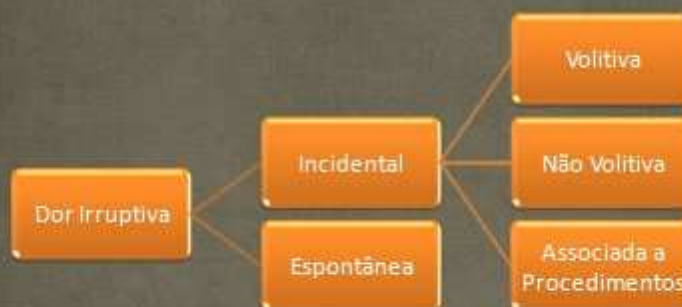 Dor Irruptiva
Incidental
Espontânea
Volitiva
Não Volitiva
Associada a
Procedimentos